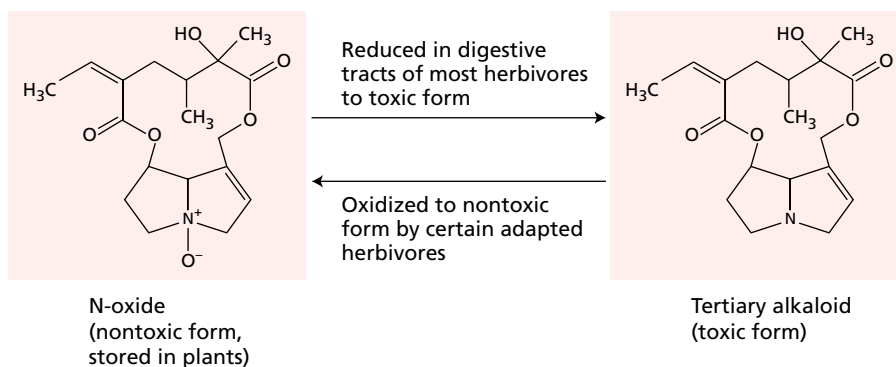 HO
CH₃
O
H₃C
CH₃
O
O
O
N⁺
O⁻
N-oxide
(nontoxic form,
stored in plants)
Reduced in digestive
tracts of most herbivores
to toxic form
Oxidized to nontoxic
form by certain adapted
herbivores
HO
CH₃
O
H₃C
CH₃
O
O
O
N
Tertiary alkaloid
(toxic form)